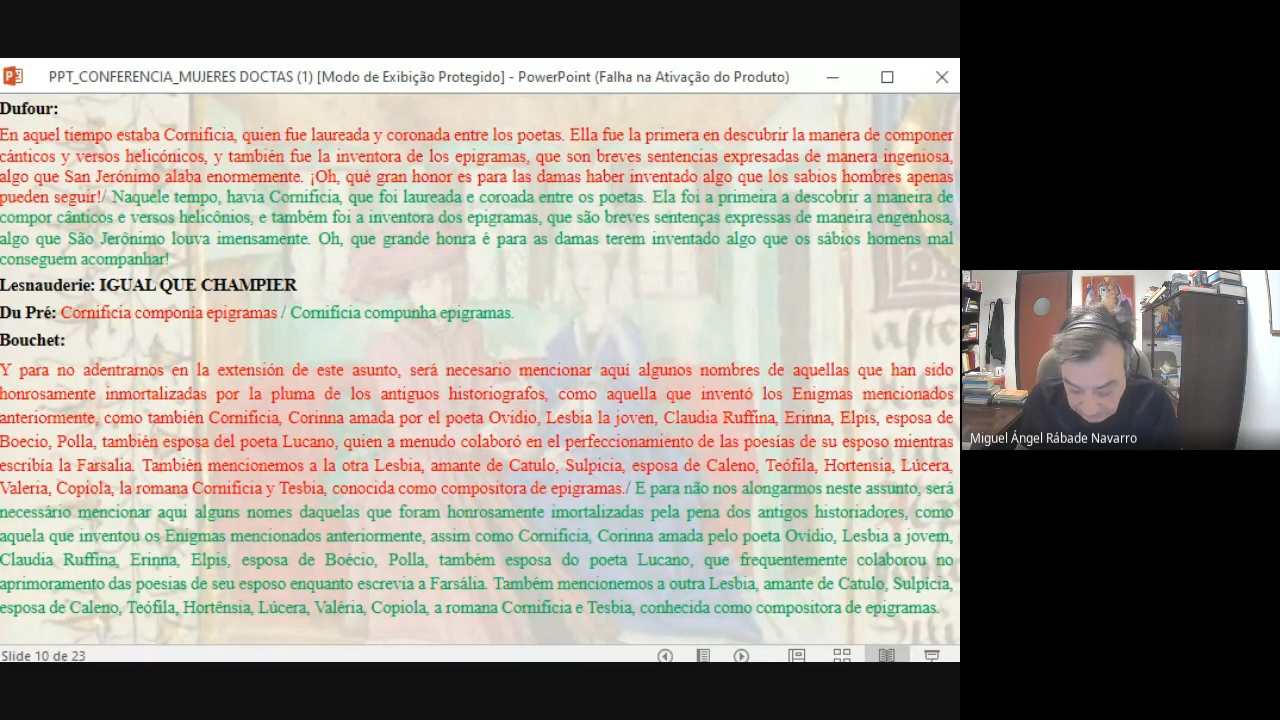 PPT_CONFERENCIA_MUJERES DOCTAS (1) [Modo de Exibição Protegido] - PowerPoint (Falha na Ativação do Produto)
Dufour:
En aquel tiempo estaba Cornificia, quien fue laureada y coronada entre los poetas. Ella fue la primera en descubrir la manera de componer
cánticos y versos helicónicos, y también fue la inventora de los epigramas, que son breves sentencias expresadas de manera ingeniosa,
algo que San Jerónimo alaba enormemente. ¡Oh, qué gran honor es para las damas haber inventado algo que los sabios hombres apenas
pueden seguir!/ Naquele tempo, havia Cornificia, que foi laureada e coroada entre os poetas. Ela foi a primeira a descobrir a maneira de
compor cânticos e versos helicônios, e também foi a inventora dos epigramas, que são breves sentenças expressas de maneira engenhosa,
algo que São Jerônimo louva imensamente. Oh, que grande honra é para as damas terem inventado algo que os sábios homens mal
conseguem acompanhar!
Lesnauderie: IGUAL QUE CHAMPIER
Du Pré: Cornificia componía epigramas / Cornificia compunha epigramas.
Bouchet:
Y para no adentrarnos en la extensión de este asunto, será necesario mencionar aquí algunos nombres de aquellas que han sido
honrosamente inmortalizadas por la pluma de los antiguos historiografos, como aquella que inventó los Enigmas mencionados
anteriormente, como también Cornificia, Corinna amada por el poeta Ovidio, Lesbia la joven, Claudia Ruffina, Erinna, Elpis, esposa de
Boecio, Polla, también esposa del poeta Lucano, quien a menudo colaboró en el perfeccionamiento de las poesías de su esposo mientras
escribía la Farsalia. También mencionemos a la otra Lesbia, amante de Catulo, Sulpicia, esposa de Caleno, Teófila, Hortensia, Lúcera,
Valeria, Copiola, la romana Cornificia y Tesbia, conocida como compositora de epigramas./ E para não nos alongarmos neste assunto, será
necessário mencionar aqui alguns nomes daquelas que foram honrosamente imortalizadas pela pena dos antigos historiadores, como
aquela que inventou os Enigmas mencionados anteriormente, assim como Cornificia, Corinna amada pelo poeta Ovídio, Lesbia a jovem,
Claudia Ruffina, Erinna, Elpis, esposa de Boécio, Polla, também esposa do poeta Lucano, que frequentemente colaborou no
aprimoramento das poesias de seu esposo enquanto escrevia a Farsália. Também mencionemos a outra Lesbia, amante de Catulo, Sulpicia,
esposa de Caleno, Teófila, Hortênsia, Lúcera, Valéria, Copiola, a romana Cornificia e Tesbia, conhecida como compositora de epigramas.
Slide 10 de 23
Miguel Ángel Rábade Navarro